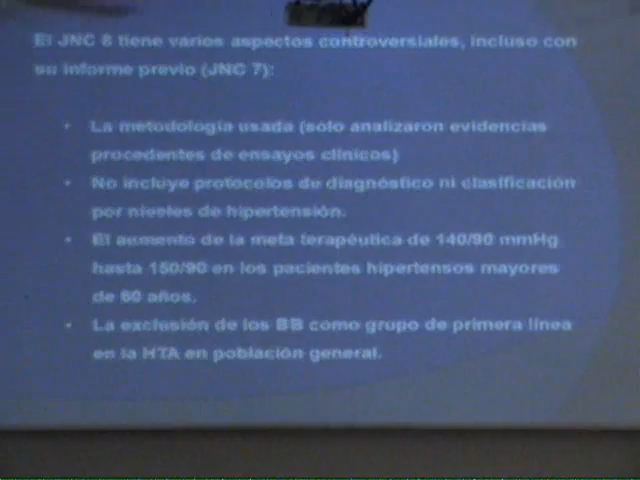 El JNC 8 tiene varios aspectos controversiales, incluso con
su informe previo (JNC 7):
• La metodología usada (solo analizaron evidencias
procedentes de ensayos clínicos)
• No incluye protocolos de diagnóstico ni clasificación
por niveles de hipertensión.
• El aumento de la meta terapéutica de 140/90 mmHg
hasta 150/90 en los pacientes hipertensos mayores
de 60 años.
• La exclusión de los BB como grupo de primera línea
en la HTA en población general.